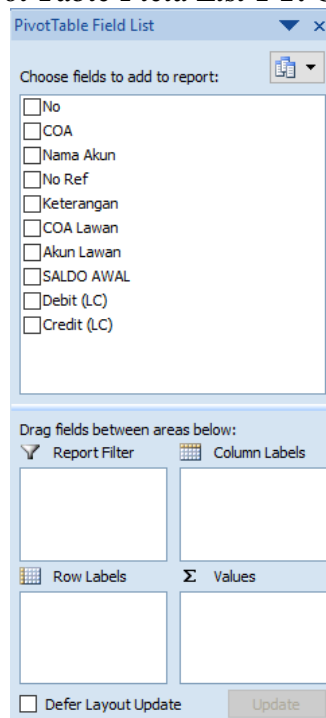 PivotTable Field List
Choose fields to add to report:
No
COA
Nama Akun
No Ref
Keterangan
COA Lawan
Akun Lawan
SALDO AWAL
Debit (LC)
Credit (LC)
Drag fields between areas below:
Report Filter
Column Labels
Row Labels
Σ Values
Defer Layout Update
Update